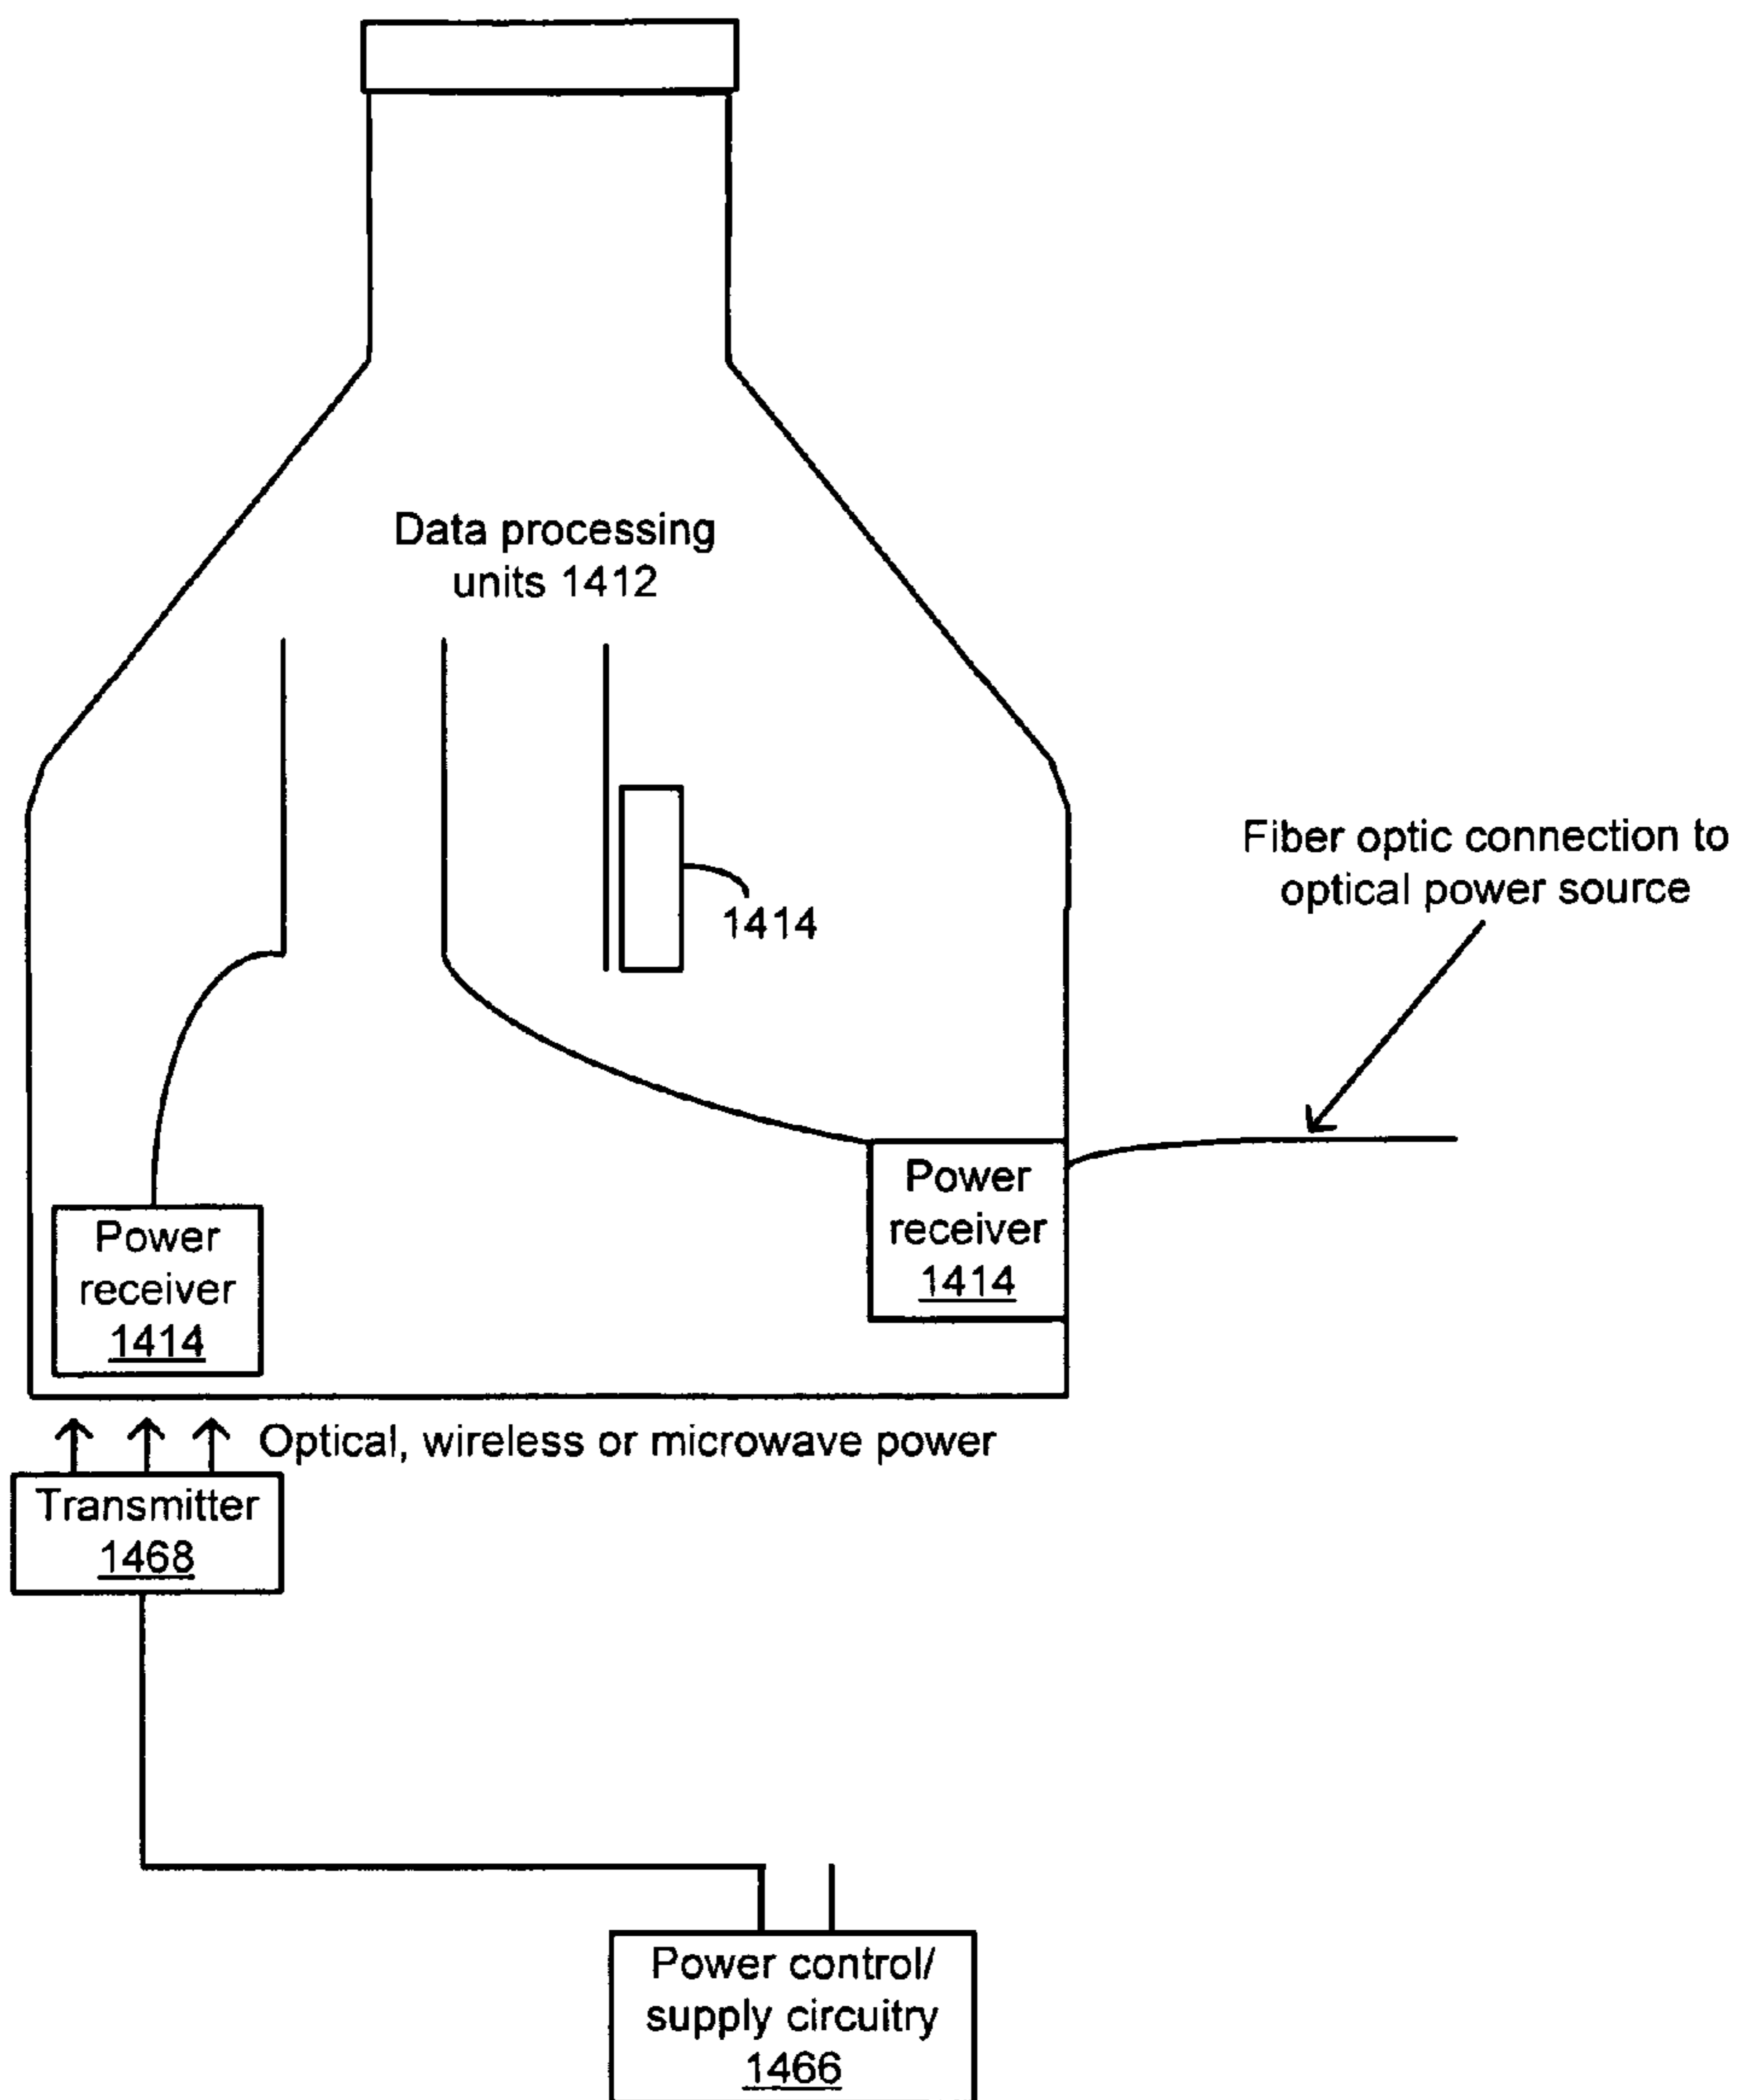 Data processing
units 1412
1414
Fiber optic connection to
optical power source
Power
receiver
1414
Power
receiver
1414
Optical, wireless or microwave power
Transmitter
1468
Power control/
supply circuitry
1466